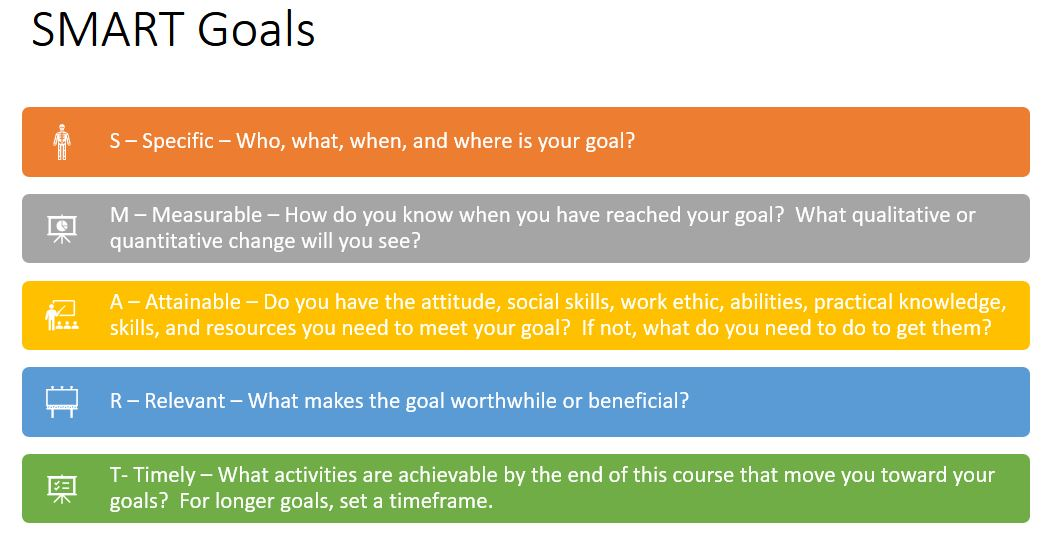 SMART Goals
S – Specific – Who, what, when, and where is your goal?
M – Measurable – How do you know when you have reached your goal?  What qualitative or
quantitative change will you see?
A – Attainable – Do you have the attitude, social skills, work ethic, abilities, practical knowledge,
skills, and resources you need to meet your goal?  If not, what do you need to do to get them?
R – Relevant – What makes the goal worthwhile or beneficial?
T- Timely – What activities are achievable by the end of this course that move you toward your
goals?  For longer goals, set a timeframe.